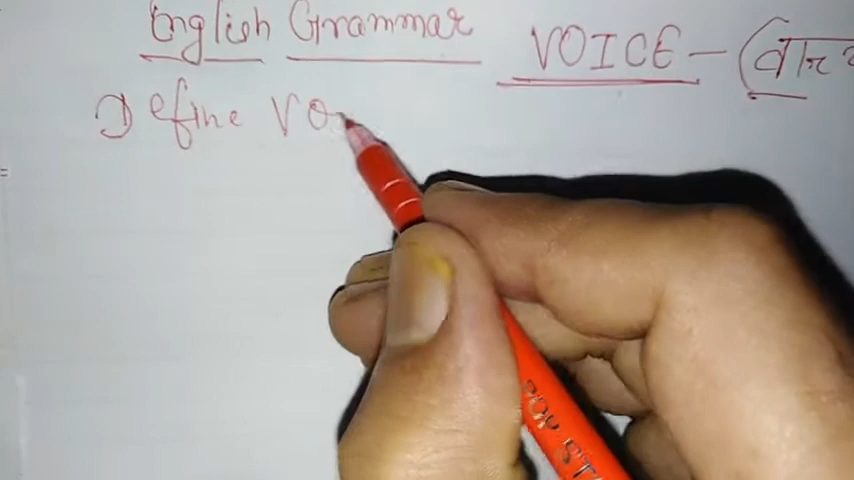 English Grammar VOICE - (वाच्य
Define Vo